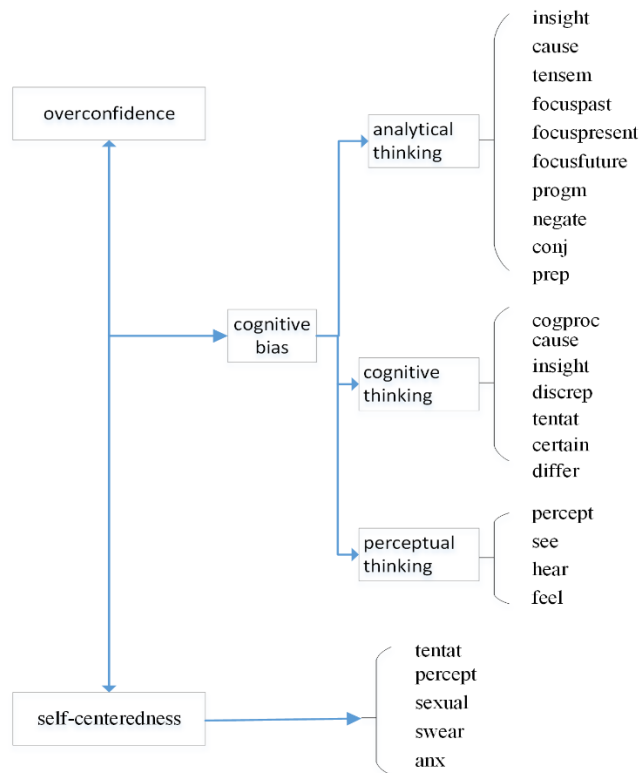 overconfidence
cognitive
bias
self-centeredness
analytical
thinking
insight
cause
tensem
focuspast
focuspresent
focusfuture
progm
negate
conj
prep
cognitive
thinking
cogproc
cause
insight
discrep
tentat
certain
differ
perceptual
thinking
percept
see
hear
feel
tentat
percept
sexual
swear
anx